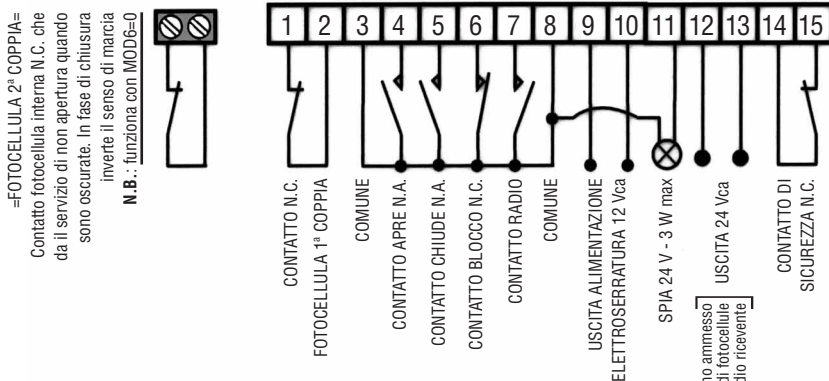 =FOTOCELLULA 2ª COPPIA=
Contatto fotocellula interna N.C. che
da il servizio di non apertura quando
sono oscurate. In fase di chiusura
inverte il senso di marcia
N.B.: funziona con MOD6=0
1 2 3 4 5 6 7 8 9 10 11 12 13 14 15
CONTATTO N.C.
FOTOCELLULA 1ª COPPIA
COMUNE
CONTATTO APRE N.A.
CONTATTO CHIUDE N.A.
CONTATTO BLOCCO N.C.
CONTATTO RADIO
COMUNE
USCITA ALIMENTAZIONE
ELETTROSERRATURA 12 Vca
SPIA 24 V - 3 W max
USCITA 24 Vca
no ammesso
di fotocellule
dio ricevente
CONTATTO DI
SICUREZZA N.C.